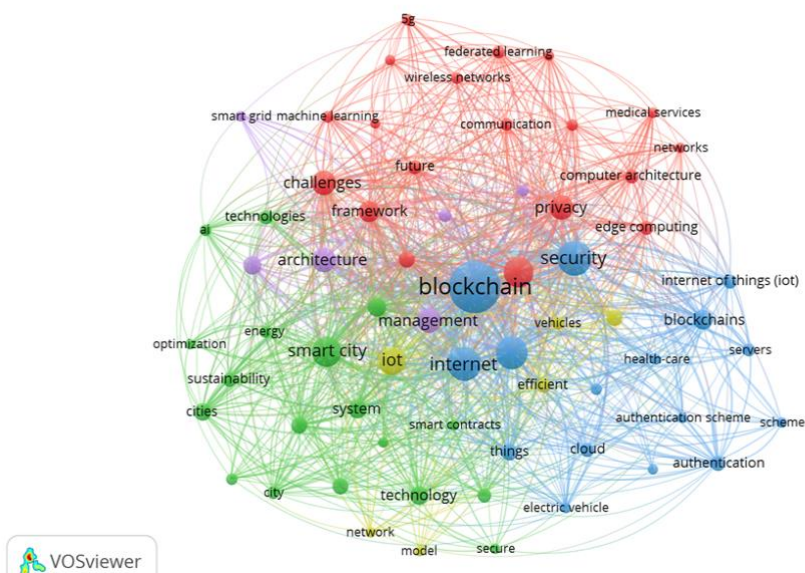 5g
federated learning
wireless networks
smart grid
machine learning
communication
medical services
networks
future
computer architecture
challenges
framework
privacy
technologies
edge computing
ai
architecture
security
blockchain
internet of things (iot)
management
vehicles
blockchains
energy
optimization
smart city
iot
internet
health-care
servers
sustainability
efficient
cities
system
smart contracts
authentication scheme
scheme
things
cloud
authentication
city
technology
electric vehicle
network
model
secure
VOSviewer